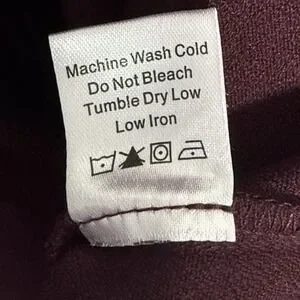 Machine Wash Cold
Do Not Bleach
Tumble Dry Low
Low Iron